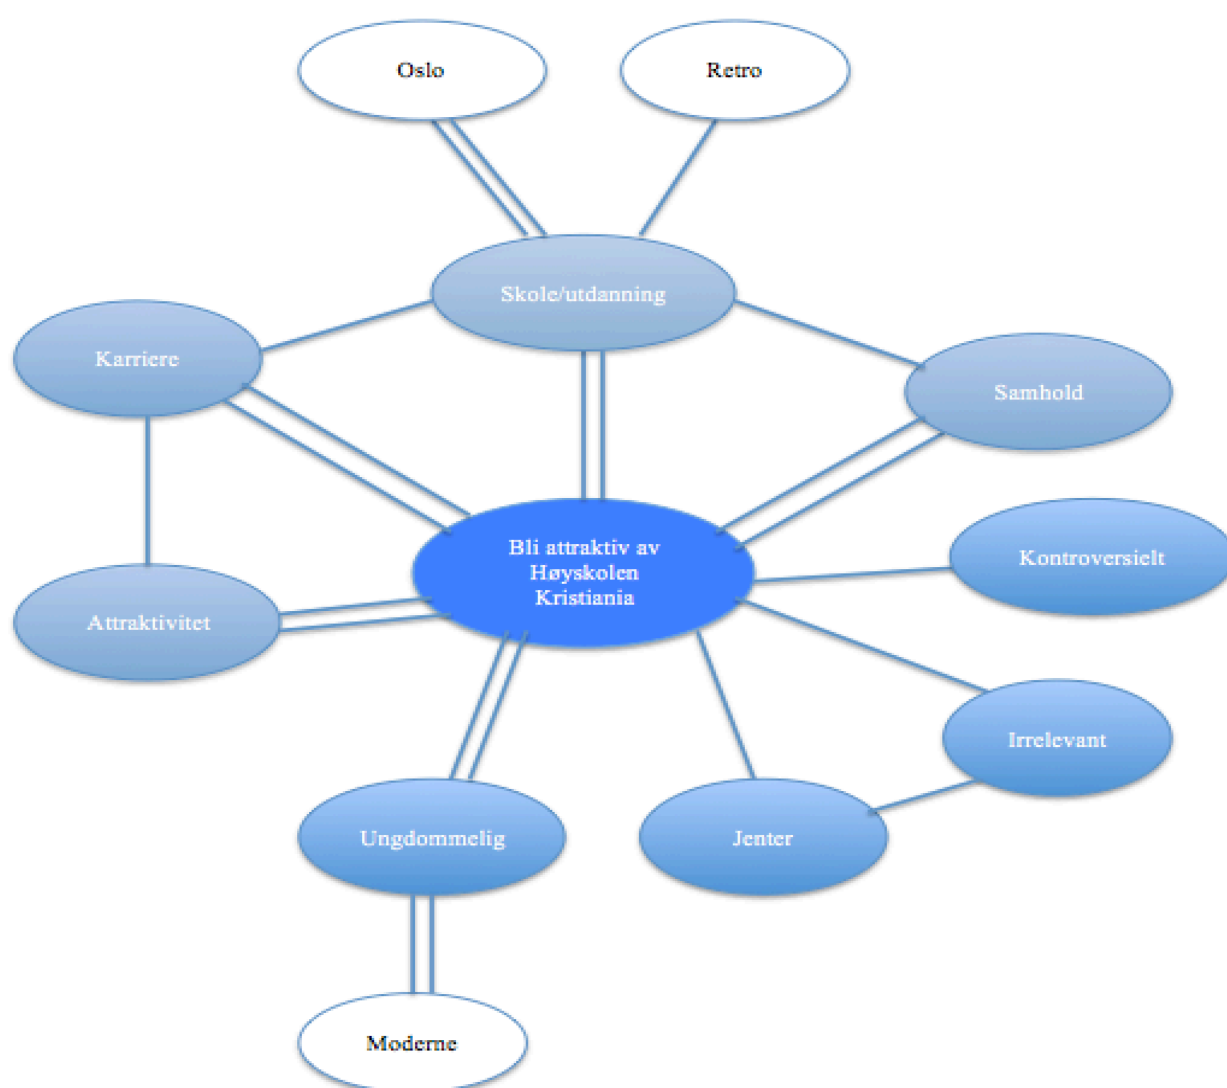 Oslo
Retro
Skole/utdanning
Karriere
Samhold
Bli attraktiv av
Høyskolen
Kristiania
Kontroversielt
Attraktivitet
Irrelevant
Ungdommelig
Jenter
Moderne